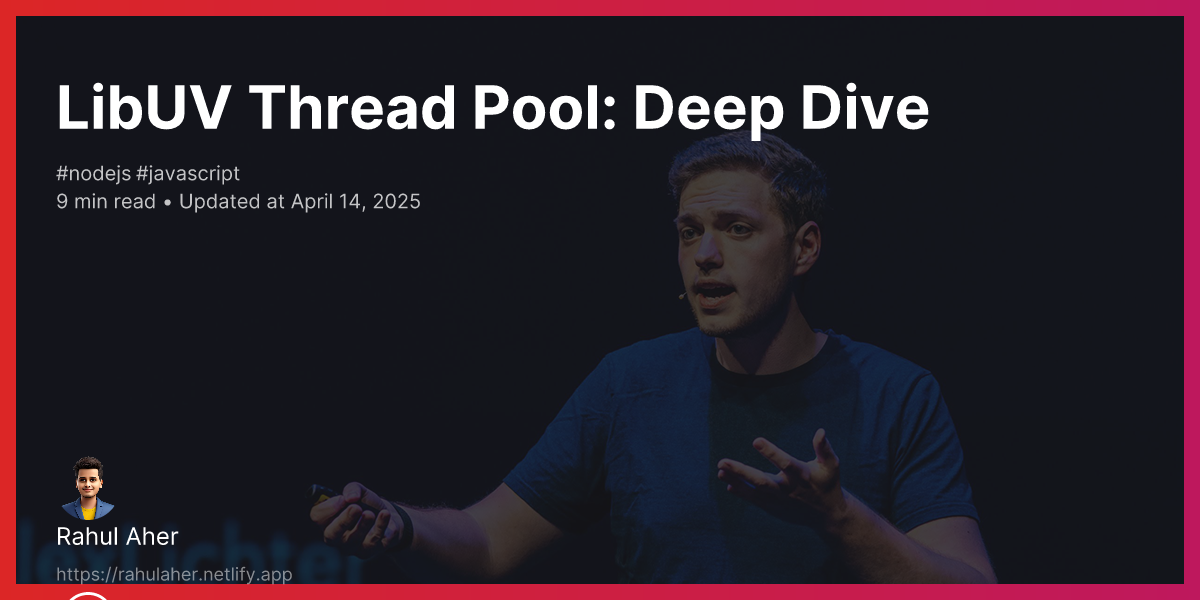 LibUV Thread Pool: Deep Dive
#nodejs #javascript
9 min read • Updated at April 14, 2025
Rahul Aher
https://rahulaher.netlify.app